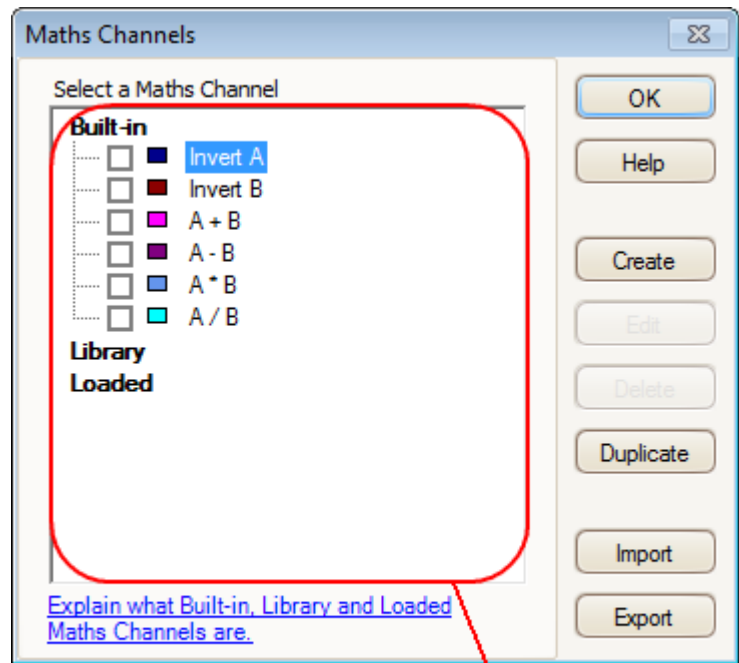 Maths Channels
Select a Maths Channel
Built-in
Invert A
Invert B
A + B
A - B
A * B
A / B
Library
Loaded
Explain what Built-in, Library and Loaded
Maths Channels are.
OK
Help
Create
Edit
Delete
Duplicate
Import
Export